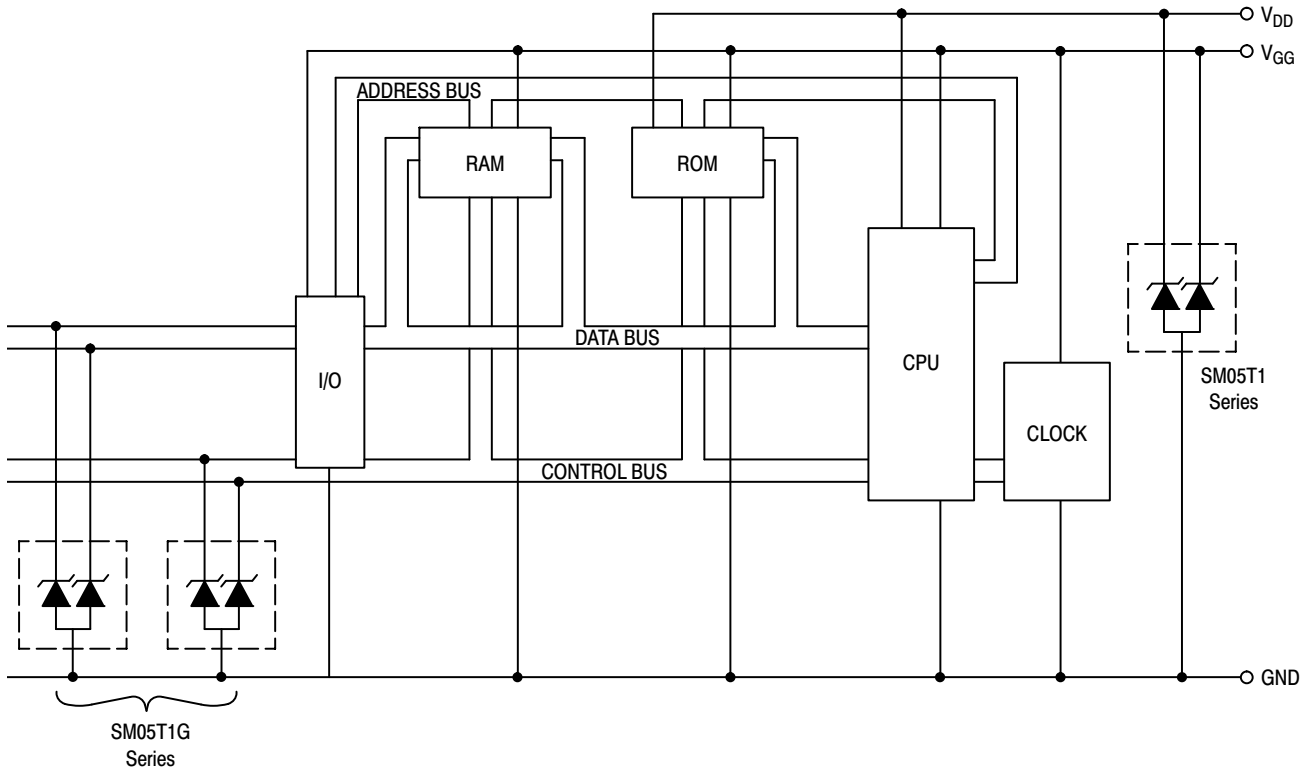 V_DD
V_GG
ADDRESS BUS
RAM
ROM
DATA BUS
CPU
I/O
SM05T1
Series
CLOCK
CONTROL BUS
GND
SM05T1G
Series